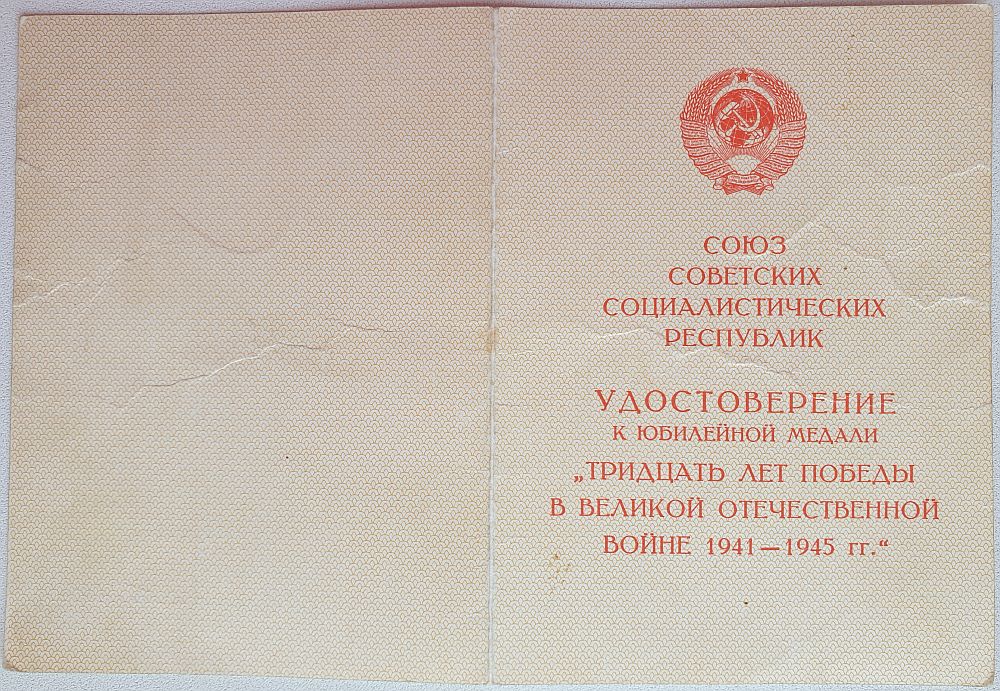 СОЮЗ
СОВЕТСКИХ
СОЦИАЛИСТИЧЕСКИХ
РЕСПУБЛИК
УДОСТОВЕРЕНИЕ
К ЮБИЛЕЙНОЙ МЕДАЛИ
„ТРИДЦАТЬ ЛЕТ ПОБЕДЫ
В ВЕЛИКОЙ ОТЕЧЕСТВЕННОЙ
ВОЙНЕ 1941—1945 гг.“